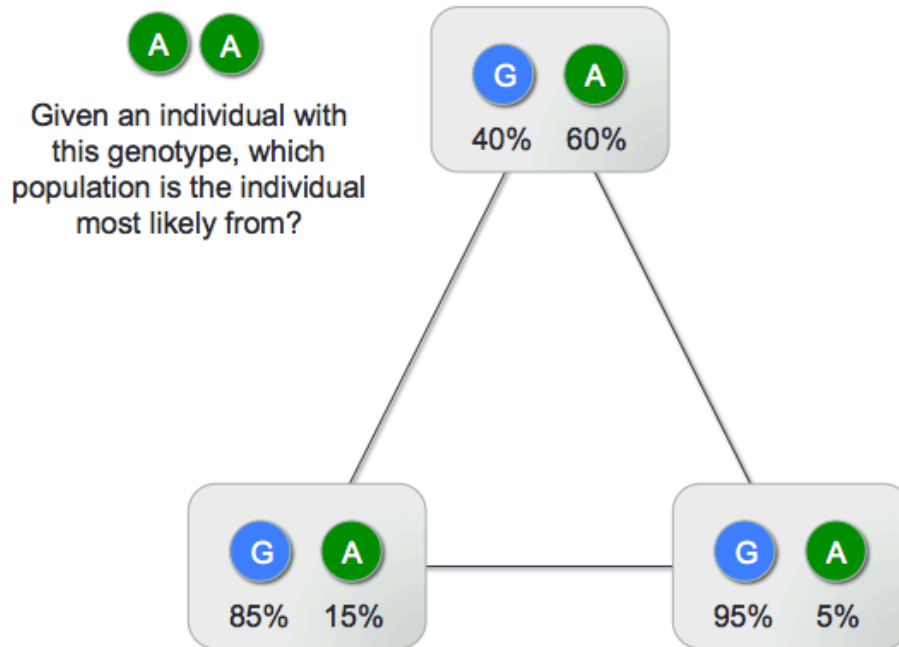 A A
Given an individual with
this genotype, which
population is the individual
most likely from?
G A
40% 60%
G A
85% 15%
G A
95% 5%